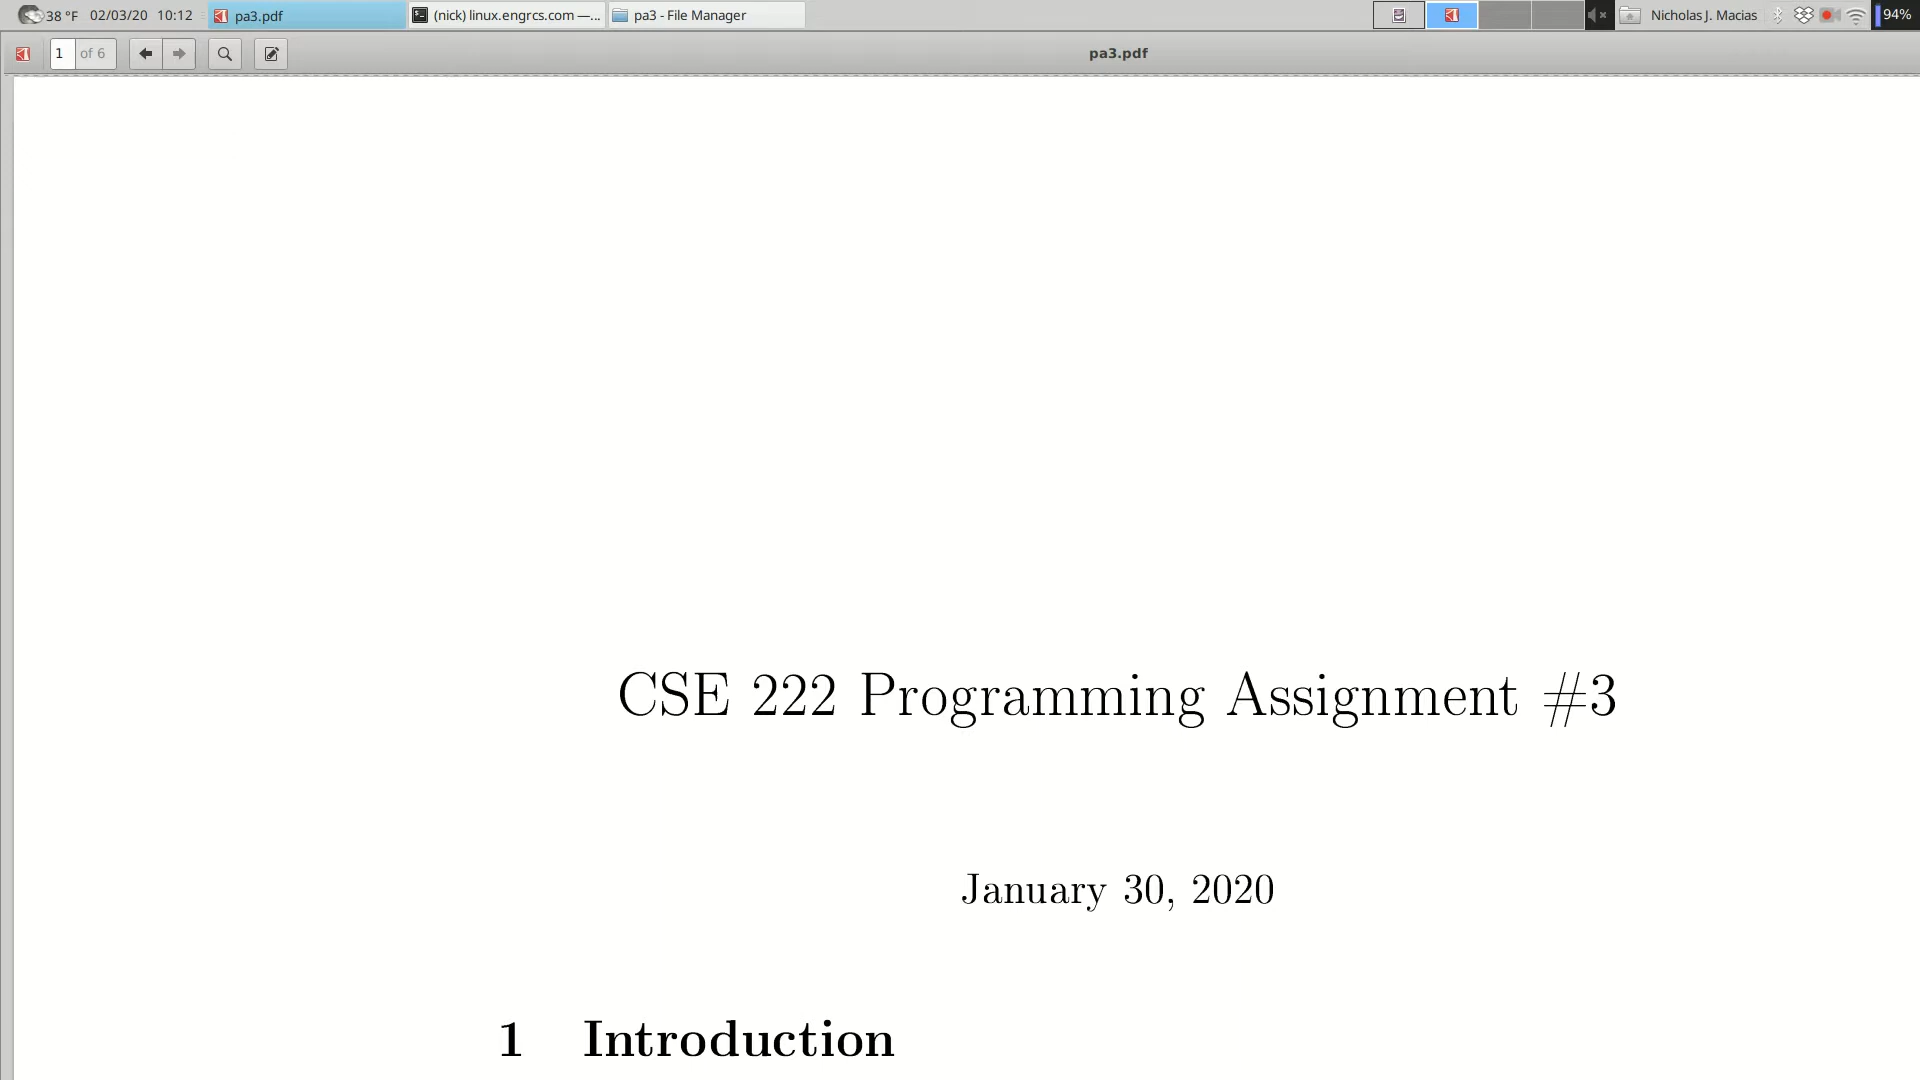 38 °F 02/03/20 10:12 pa3.pdf (nick) linux.engrcs.com —... pa3 - File Manager Nicholas J. Macias 94%
1 of 6 pa3.pdf
CSE 222 Programming Assignment #3
January 30, 2020
1 Introduction